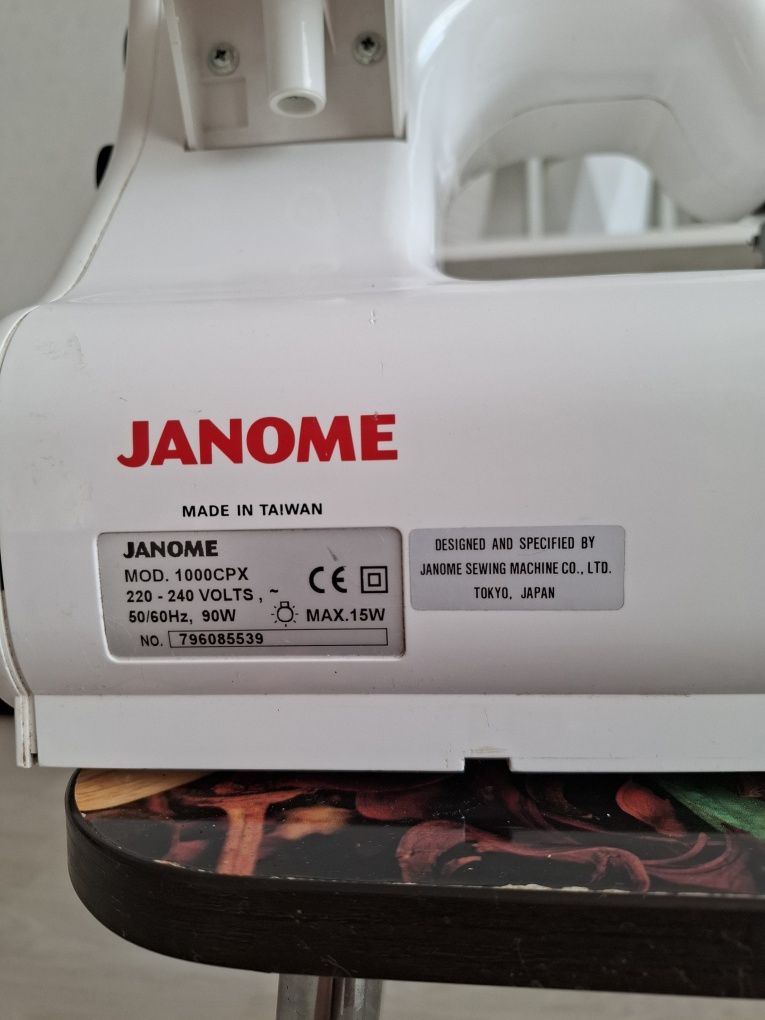 JANOME
MADE IN TAIWAN
JANOME
MOD. 1000CPX
220 - 240 VOLTS , ~
50/60Hz, 90W MAX.15W
CE
NO. 796085539
DESIGNED AND SPECIFIED BY
JANOME SEWING MACHINE CO., LTD.
TOKYO, JAPAN